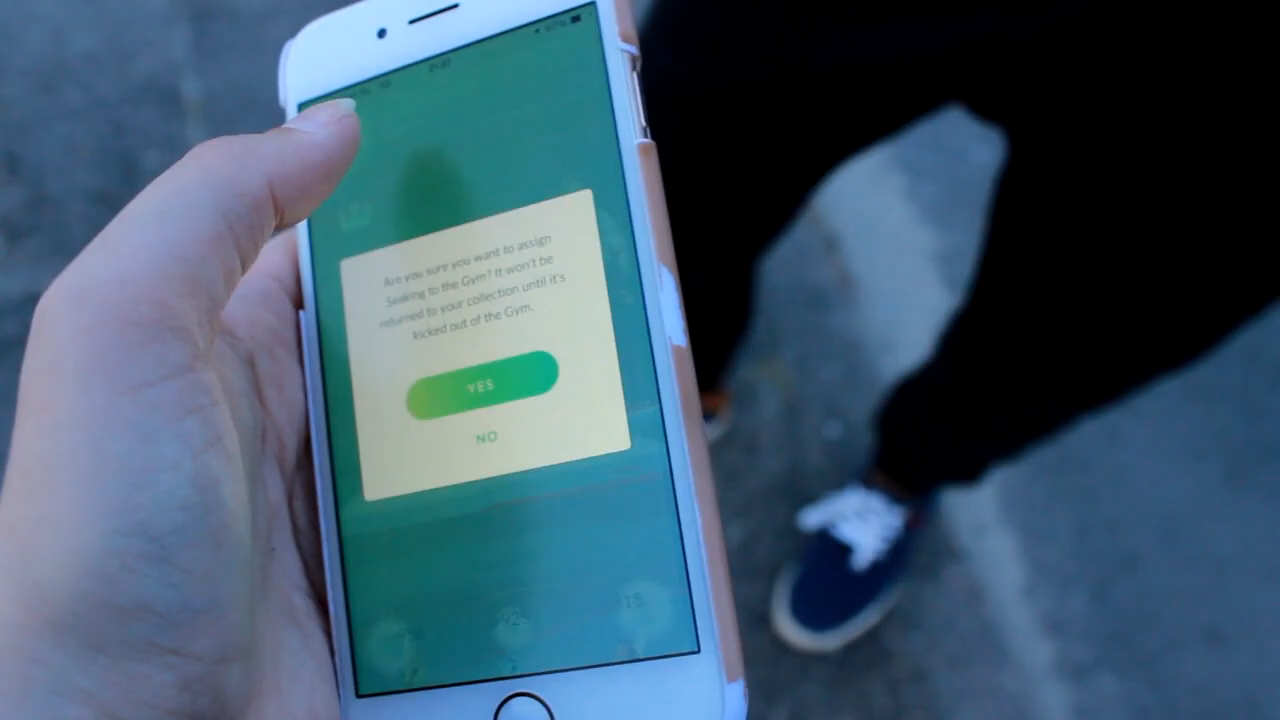 Are you sure you want to assign
Seaking to the Gym? It won't be
returned to your collection until it's
kicked out of the Gym.
YES
NO